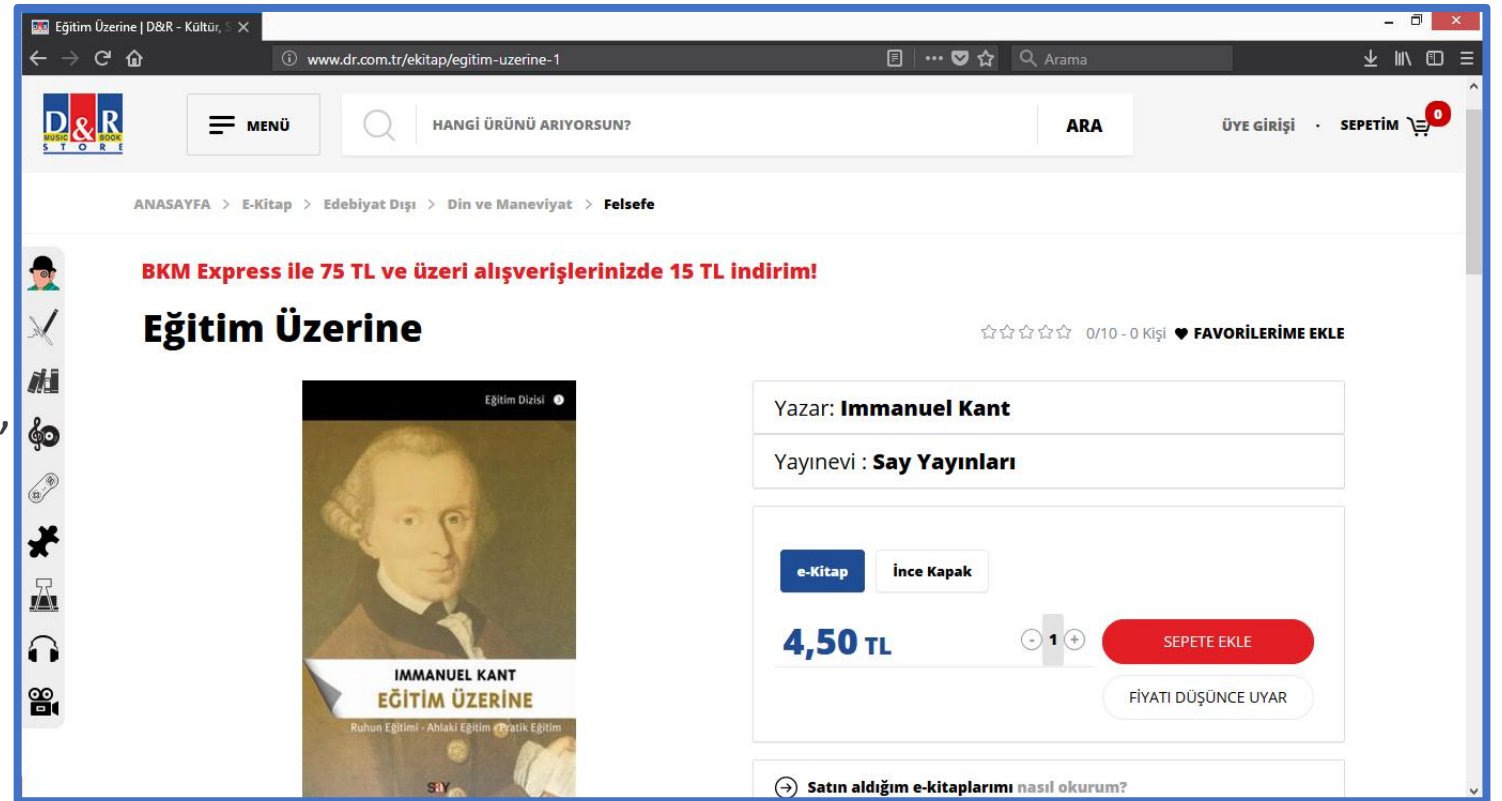 Eğitim Üzerine | D&R - Kültür, S
www.dr.com.tr/ekitap/egitim-uzerine-1
Arama
D&R
MUSIC BOOK
STORE
MENÜ
HANGİ ÜRÜNÜ ARIYORSUN?
ARA
ÜYE GİRİŞİ · SEPETİM 0
ANASAYFA > E-Kitap > Edebiyat Dışı > Din ve Maneviyat > Felsefe
BKM Express ile 75 TL ve üzeri alışverişlerinizde 15 TL indirim!
Eğitim Üzerine
0/10 - 0 Kişi ♥ FAVORİLERİME EKLE
Eğitim Dizisi
IMMANUEL KANT
EĞİTİM ÜZERİNE
Ruhun Eğitimi - Ahlaki Eğitim - Pratik Eğitim
say
Yazar: Immanuel Kant
Yayınevi : Say Yayınları
e-Kitap
İnce Kapak
4,50 TL
- 1 +
SEPETE EKLE
FİYATI DÜŞÜNCE UYAR
Satın aldığım e-kitaplarımı nasıl okurum?
,